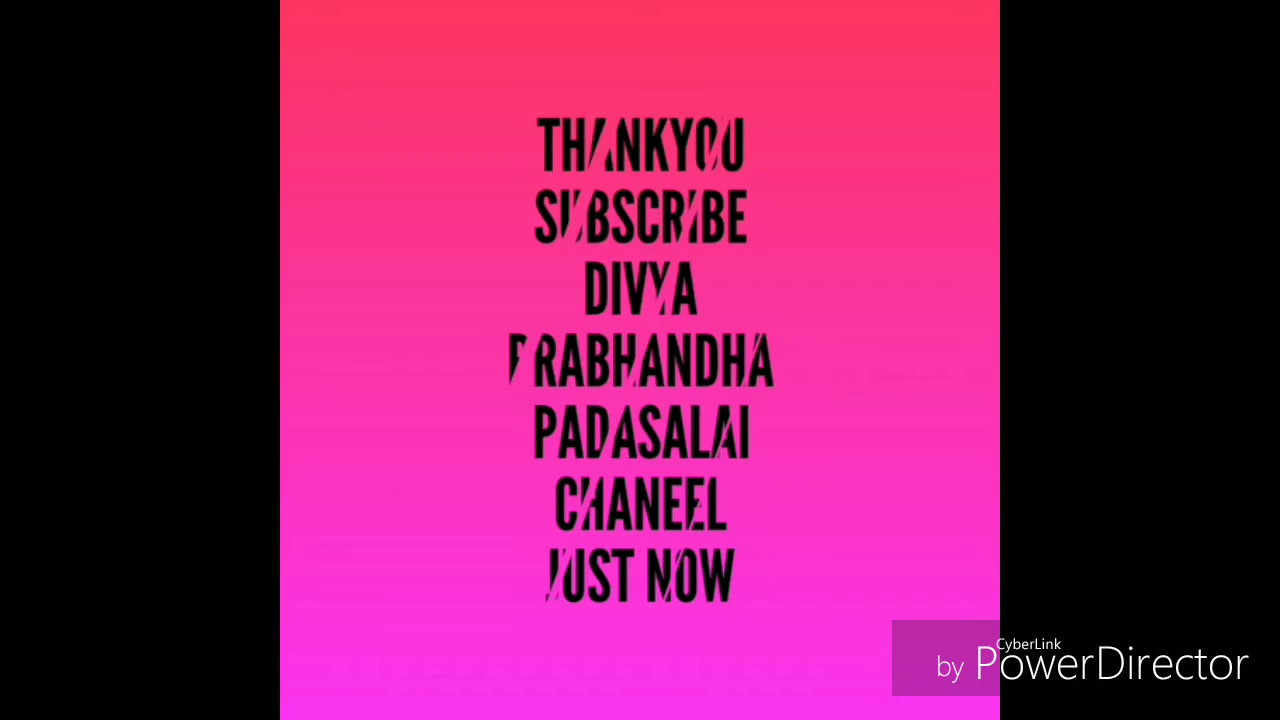 THANKYOU
SUBSCRIBE
DIVYA
PRABHANDHA
PADASALAI
CHANEEL
JUST NOW
CyberLink
by PowerDirector